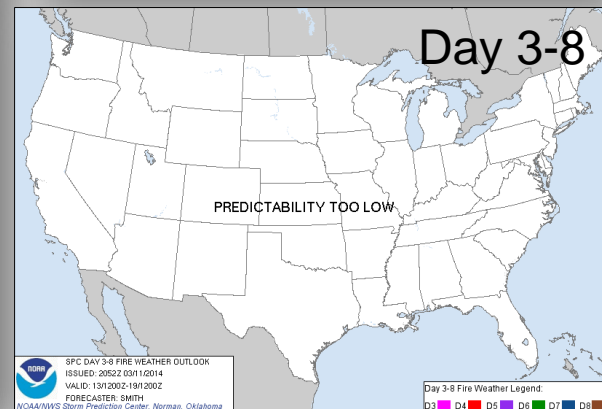 Day 3-8
PREDICTABILITY TOO LOW
NOAA
SPC DAY 3-8 FIRE WEATHER OUTLOOK
ISSUED: 2052Z 03/11/2014
VALID: 13/1200Z-19/1200Z
FORECASTER: SMITH
NOAA/NWS Storm Prediction Center, Norman, Oklahoma
Day 3-8 Fire Weather Legend:
D3 D4 D5 D6 D7 D8